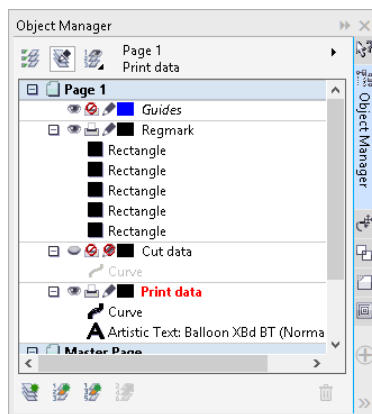 Object Manager
Page 1
Print data
Page 1
Guides
Regmark
Rectangle
Rectangle
Rectangle
Rectangle
Rectangle
Cut data
Curve
Print data
Curve
Artistic Text: Balloon XBd BT (Norma
Master Page
Object Manager